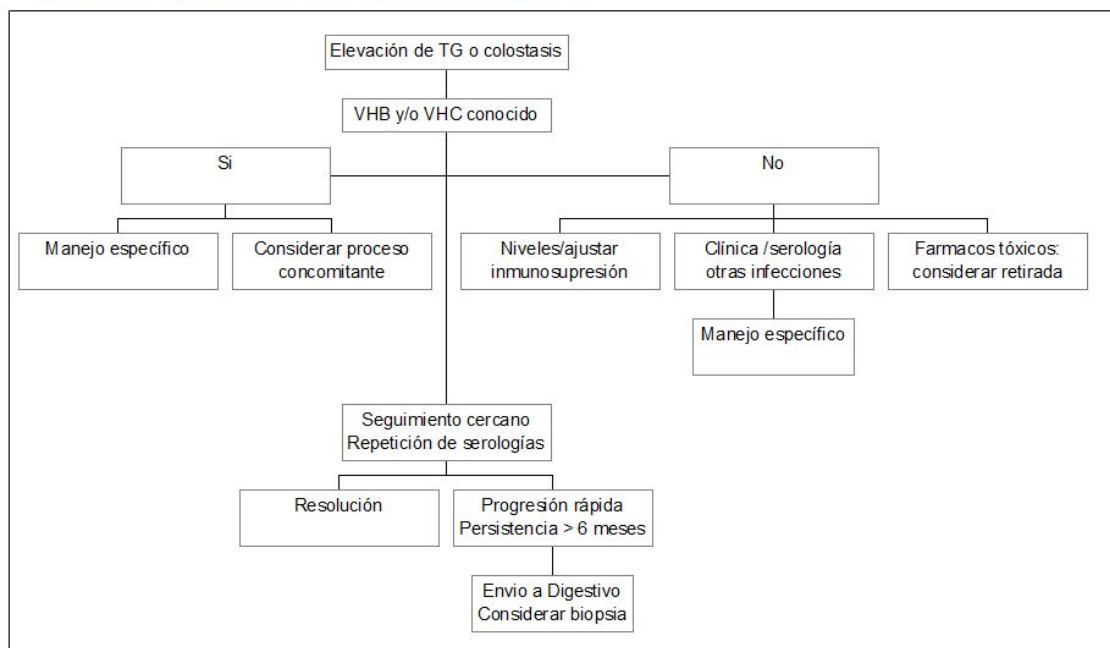 Elevación de TG o colostasis
VHB y/o VHC conocido
Si
No
Manejo específico
Considerar proceso
concomitante
Niveles/ajustar
inmunosupresión
Clínica /serología
otras infecciones
Farmacos tóxicos:
considerar retirada
Manejo específico
Seguimiento cercano
Repetición de serologías
Resolución
Progresión rápida
Persistencia > 6 meses
Envio a Digestivo
Considerar biopsia